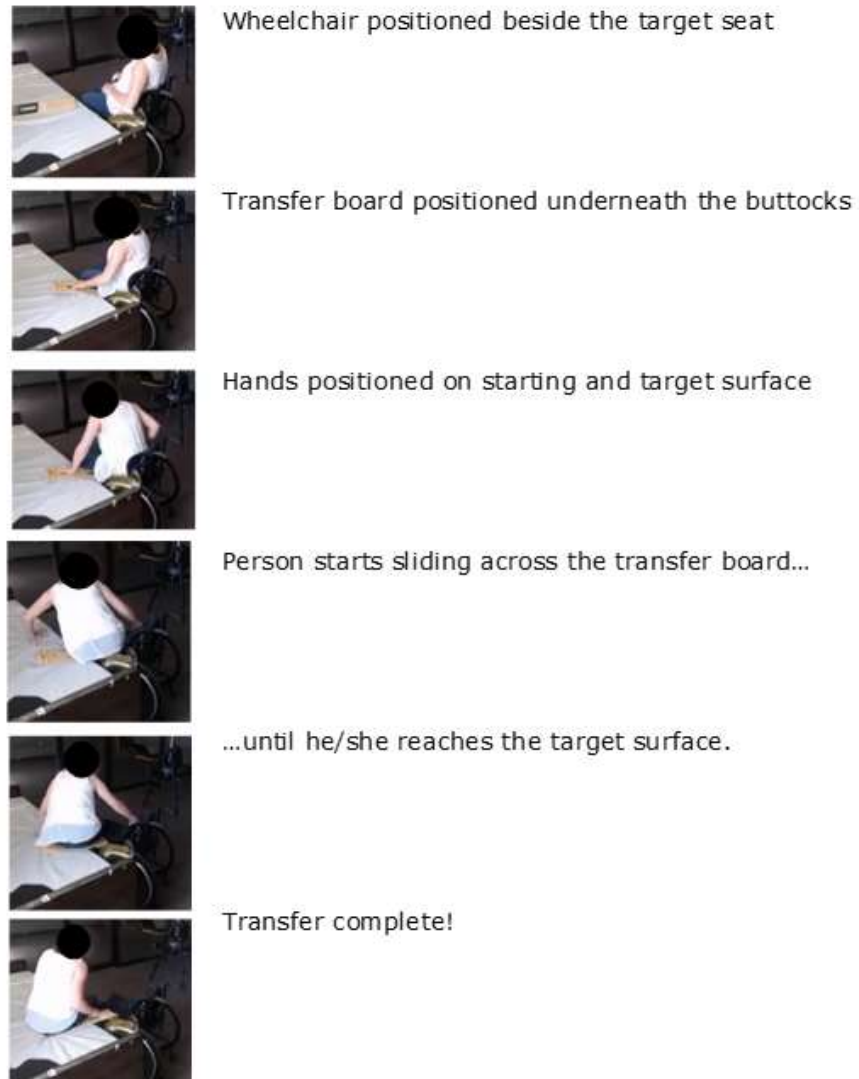 Wheelchair positioned beside the target seat
Transfer board positioned underneath the buttocks
Hands positioned on starting and target surface
Person starts sliding across the transfer board...
...until he/she reaches the target surface.
Transfer complete!